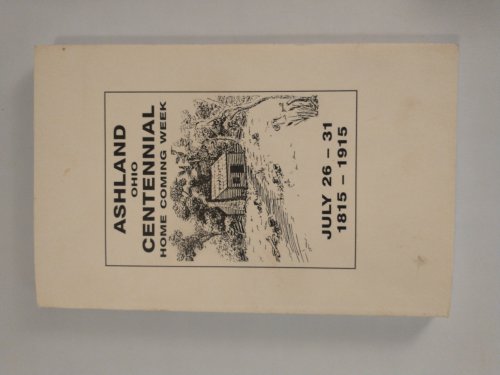 ASHLAND
OHIO
CENTENNIAL
HOME COMING WEEK
JULY 26 – 31
1815 – 1915